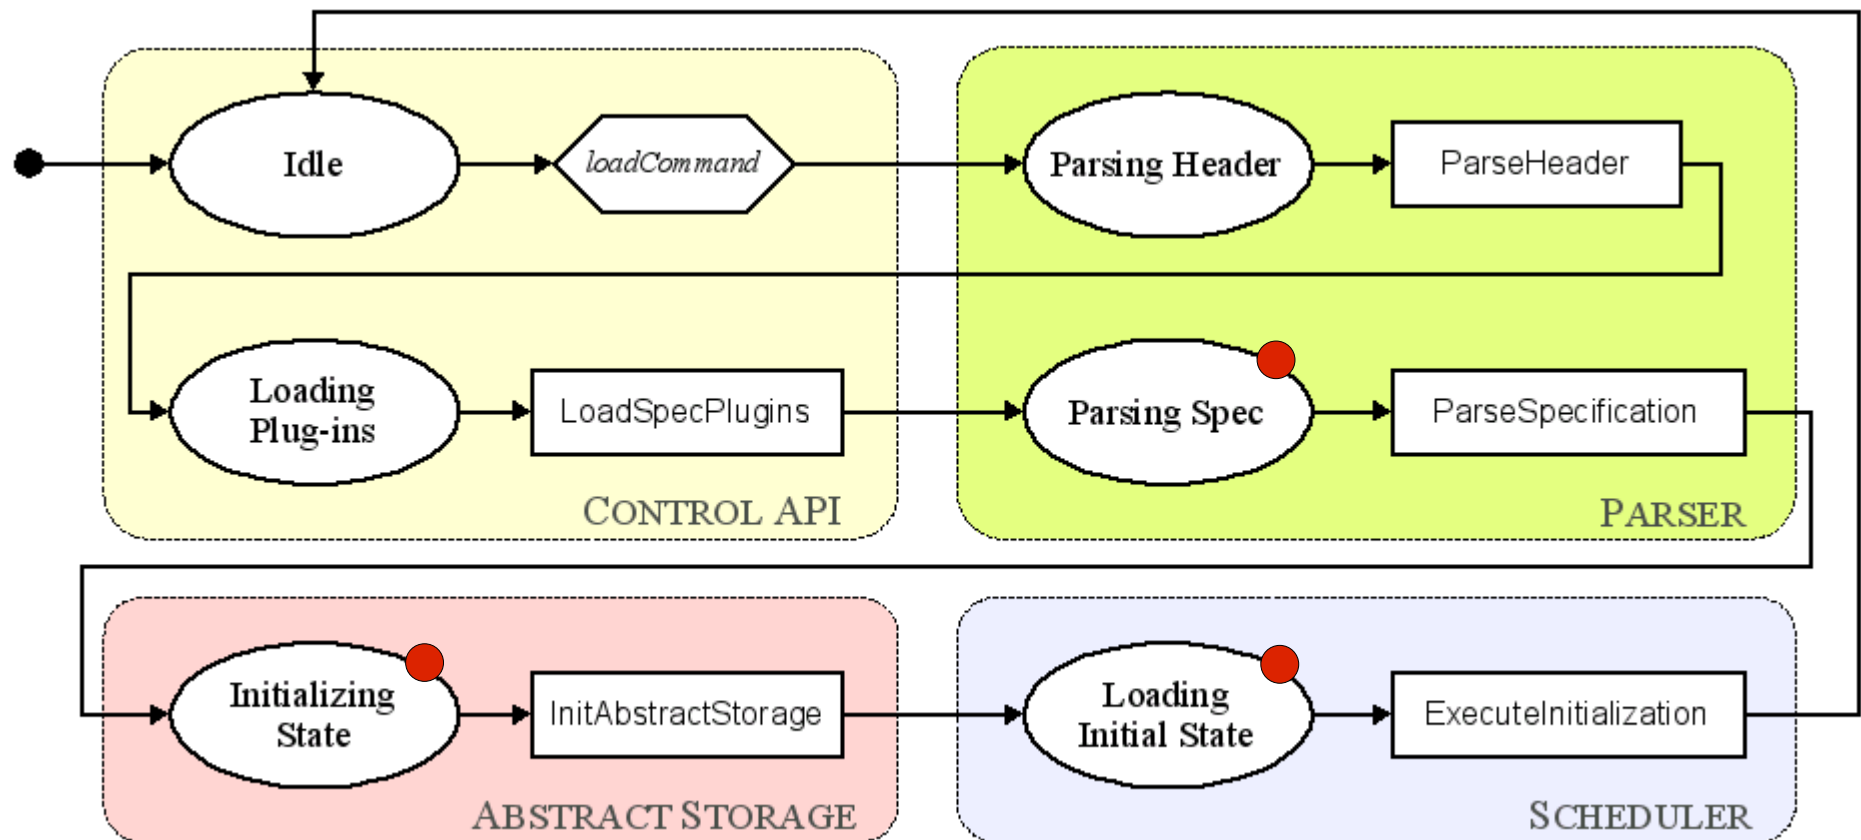 Idle
loadCommand
Parsing Header
ParseHeader
Loading
Plug-ins
LoadSpecPlugins
Parsing Spec
ParseSpecification
CONTROL API
PARSER
Initializing
State
InitAbstractStorage
Loading
Initial State
ExecuteInitialization
ABSTRACT STORAGE
SCHEDULER